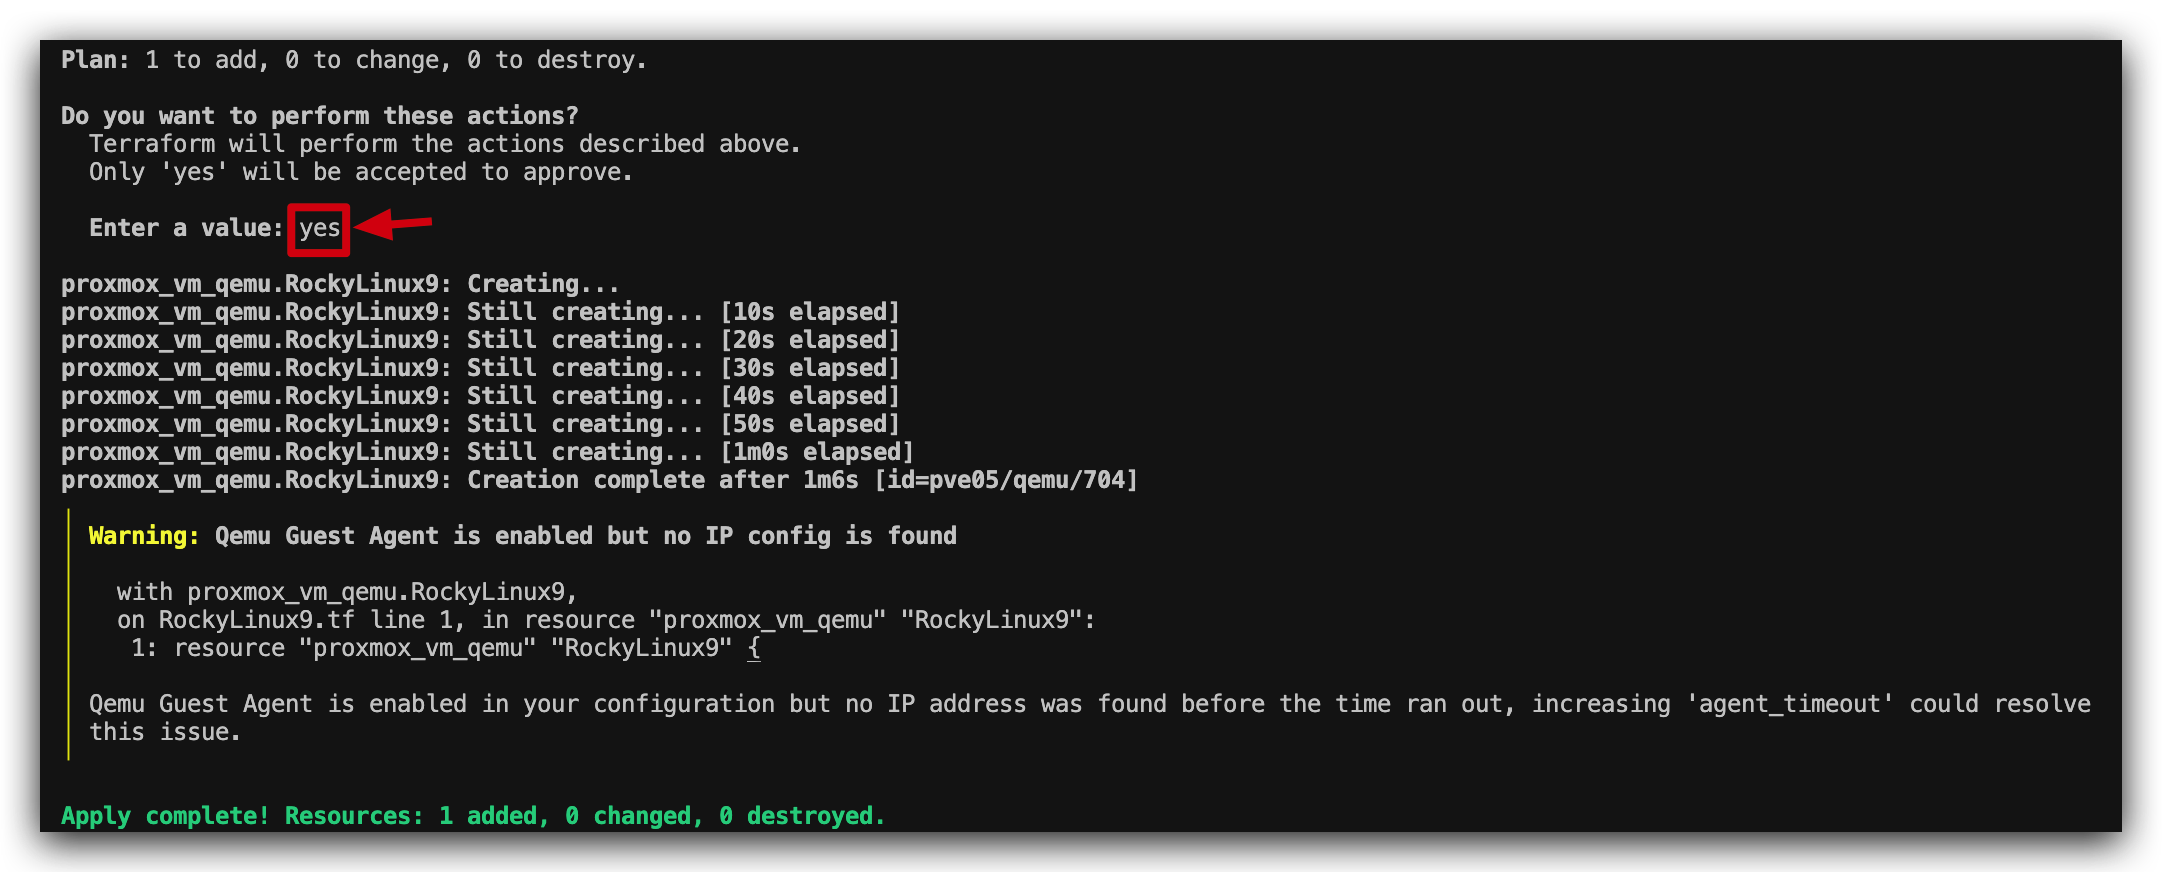 Plan: 1 to add, 0 to change, 0 to destroy.
Do you want to perform these actions?
Terraform will perform the actions described above.
Only 'yes' will be accepted to approve.
Enter a value: yes
proxmox_vm_qemu.RockyLinux9: Creating...
proxmox_vm_qemu.RockyLinux9: Still creating... [10s elapsed]
proxmox_vm_qemu.RockyLinux9: Still creating... [20s elapsed]
proxmox_vm_qemu.RockyLinux9: Still creating... [30s elapsed]
proxmox_vm_qemu.RockyLinux9: Still creating... [40s elapsed]
proxmox_vm_qemu.RockyLinux9: Still creating... [50s elapsed]
proxmox_vm_qemu.RockyLinux9: Still creating... [1m0s elapsed]
proxmox_vm_qemu.RockyLinux9: Creation complete after 1m6s [id=pve05/qemu/704]
Warning: Qemu Guest Agent is enabled but no IP config is found
with proxmox_vm_qemu.RockyLinux9,
on RockyLinux9.tf line 1, in resource "proxmox_vm_qemu" "RockyLinux9":
1: resource "proxmox_vm_qemu" "RockyLinux9" {
Qemu Guest Agent is enabled in your configuration but no IP address was found before the time ran out, increasing 'agent_timeout' could resolve
this issue.
Apply complete! Resources: 1 added, 0 changed, 0 destroyed.